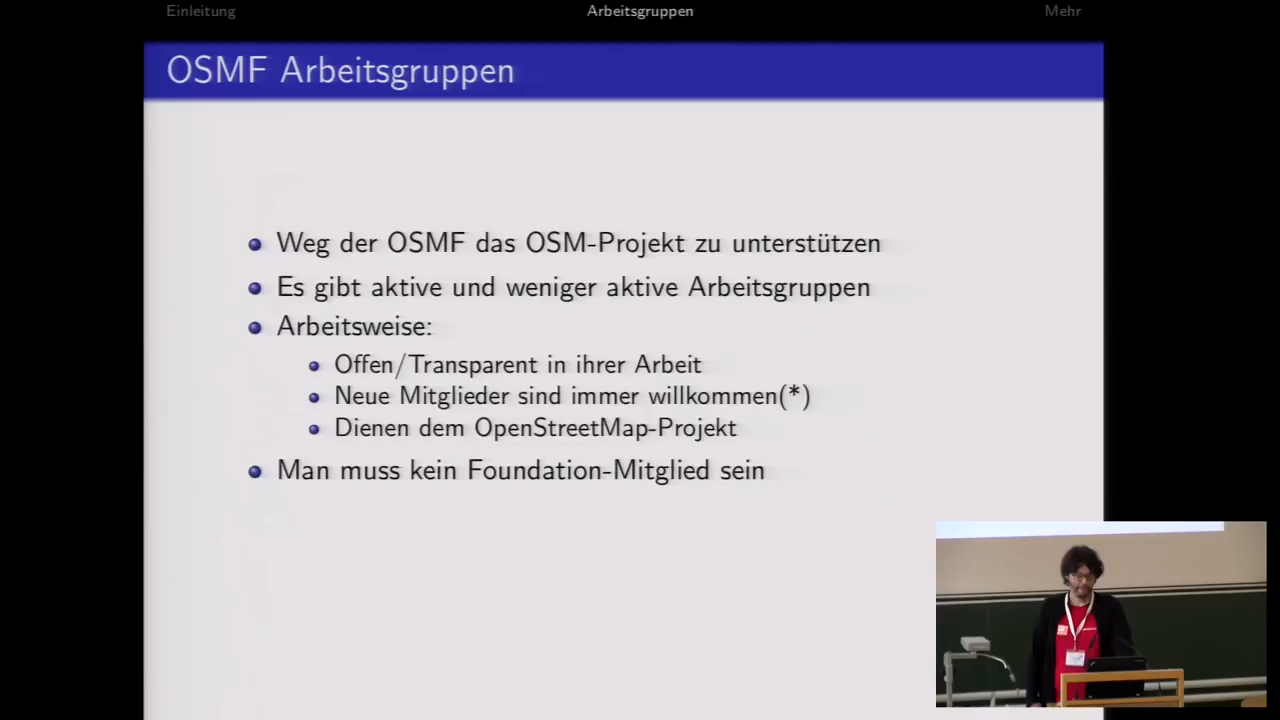 Einleitung
Arbeitsgruppen
Mehr
OSMF Arbeitsgruppen
Weg der OSMF das OSM-Projekt zu unterstützen
Es gibt aktive und weniger aktive Arbeitsgruppen
Arbeitsweise:
Offen/Transparent in ihrer Arbeit
Neue Mitglieder sind immer willkommen(*)
Dienen dem OpenStreetMap-Projekt
Man muss kein Foundation-Mitglied sein